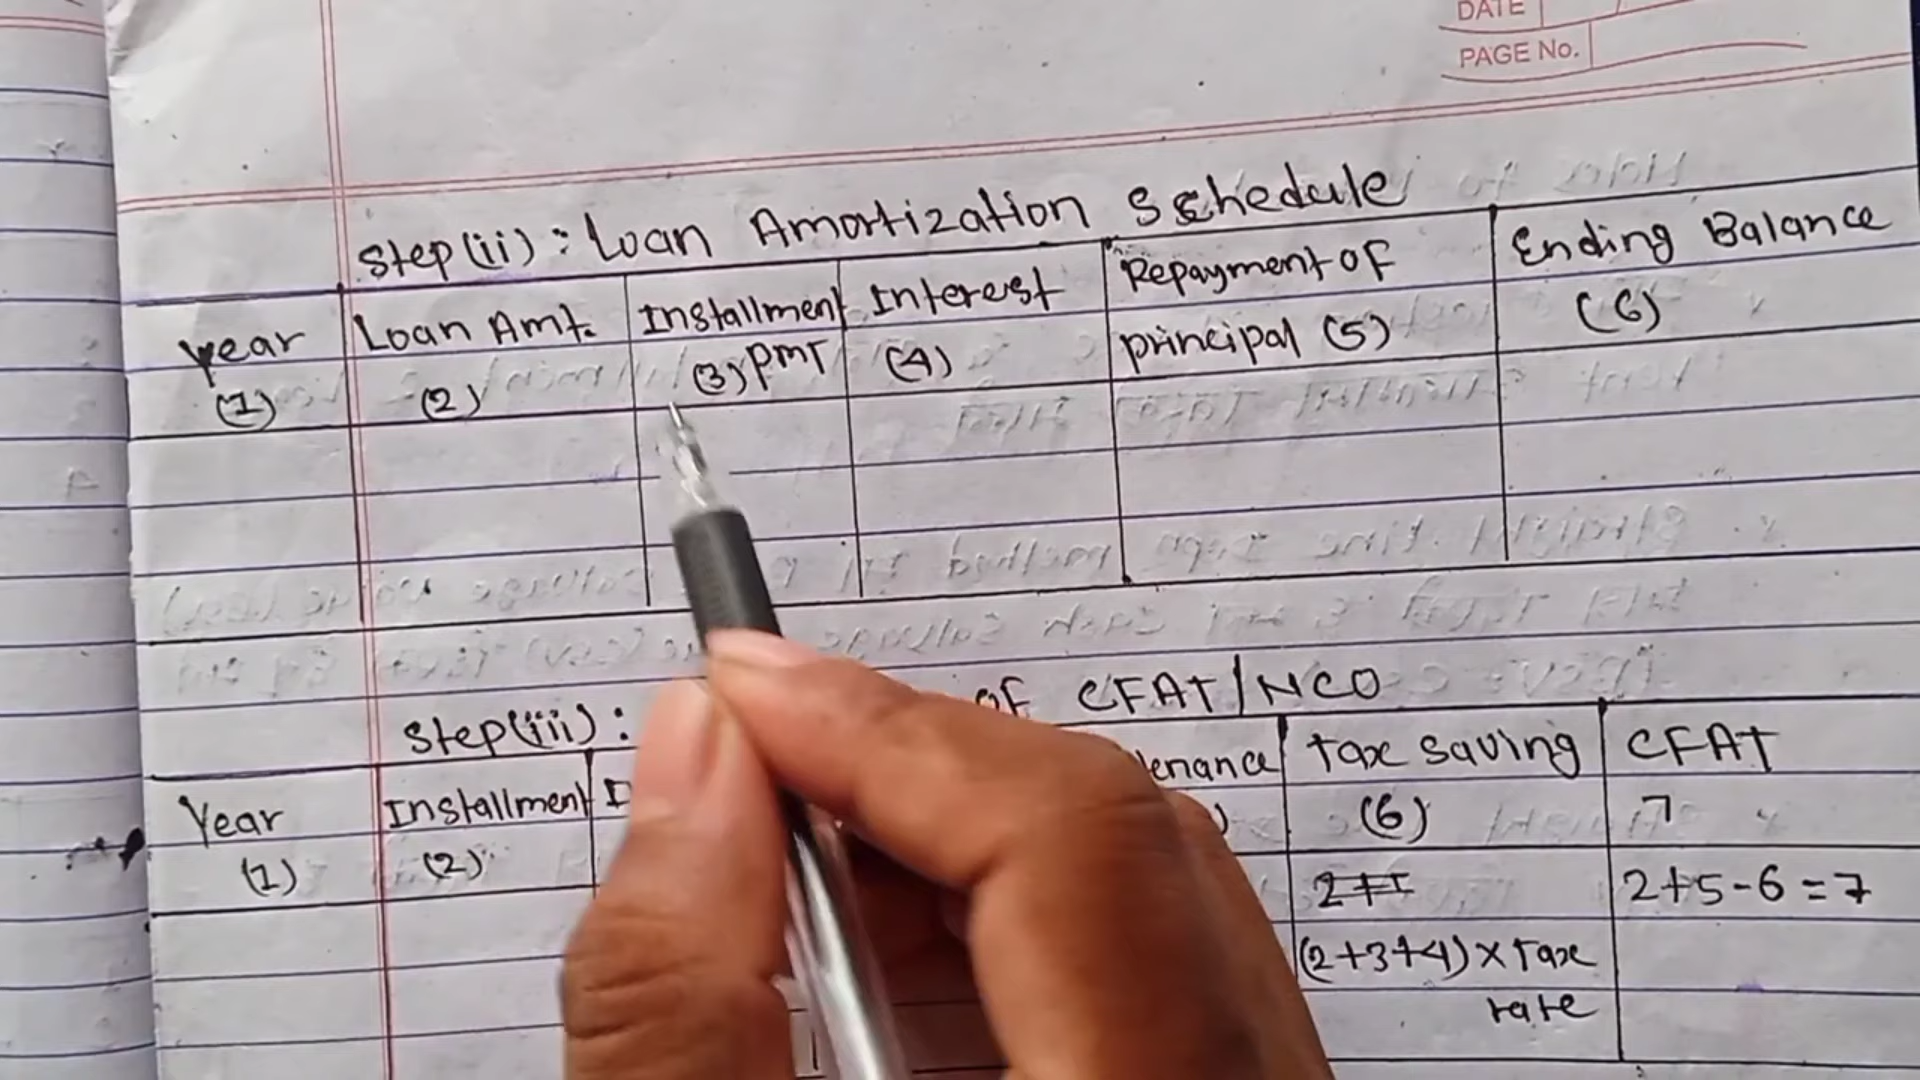 DATE
PAGE No.
Step(ii): Loan Amortization Schedule
Year Loan Amt. Installment Interest Repayment of Ending Balance
(1) (2) (3) PMT (4) principal (5) (6)
Step(iii): of CFAT/NCO
Year Installment tax saving CFAT
(1) (2) (6) 7
2+I 2+5-6=7
(2+3+4)x Tax
rate